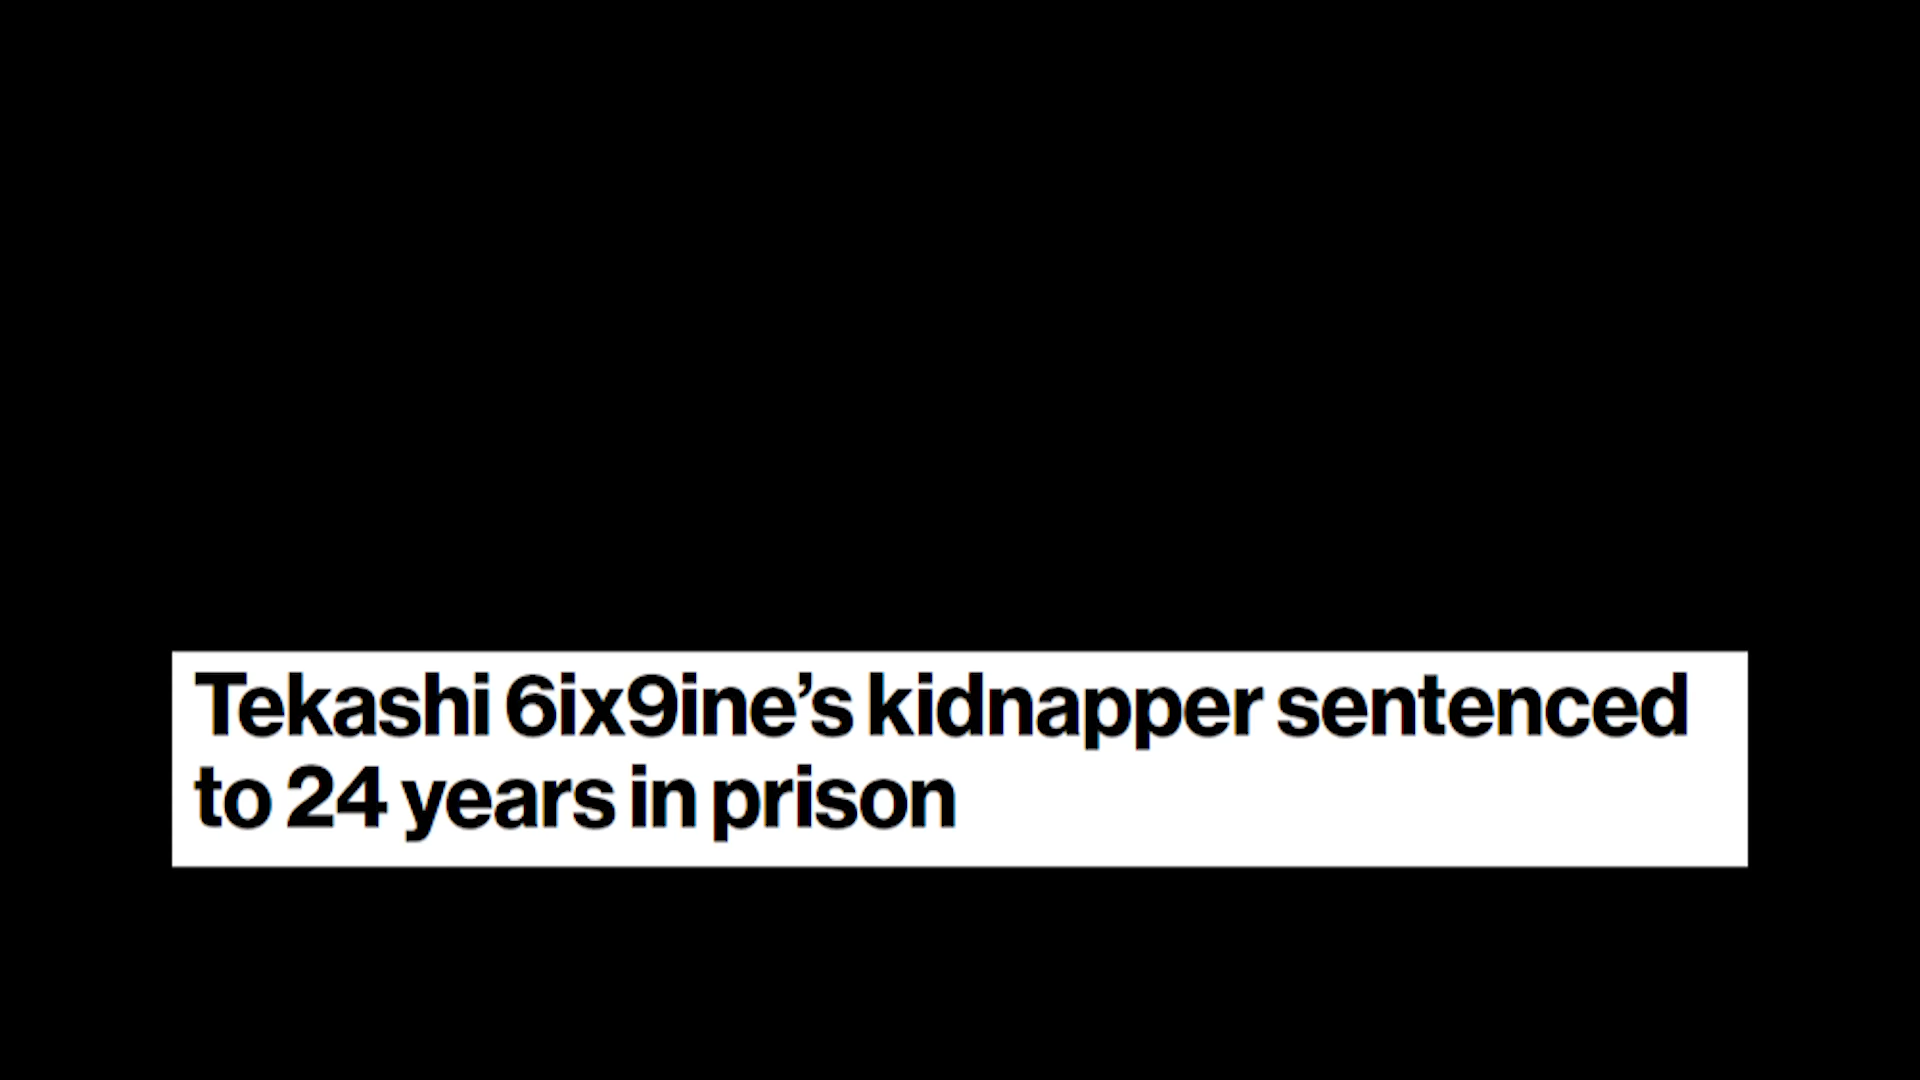 Tekashi 6ix9ine’s kidnapper sentenced
to 24 years in prison